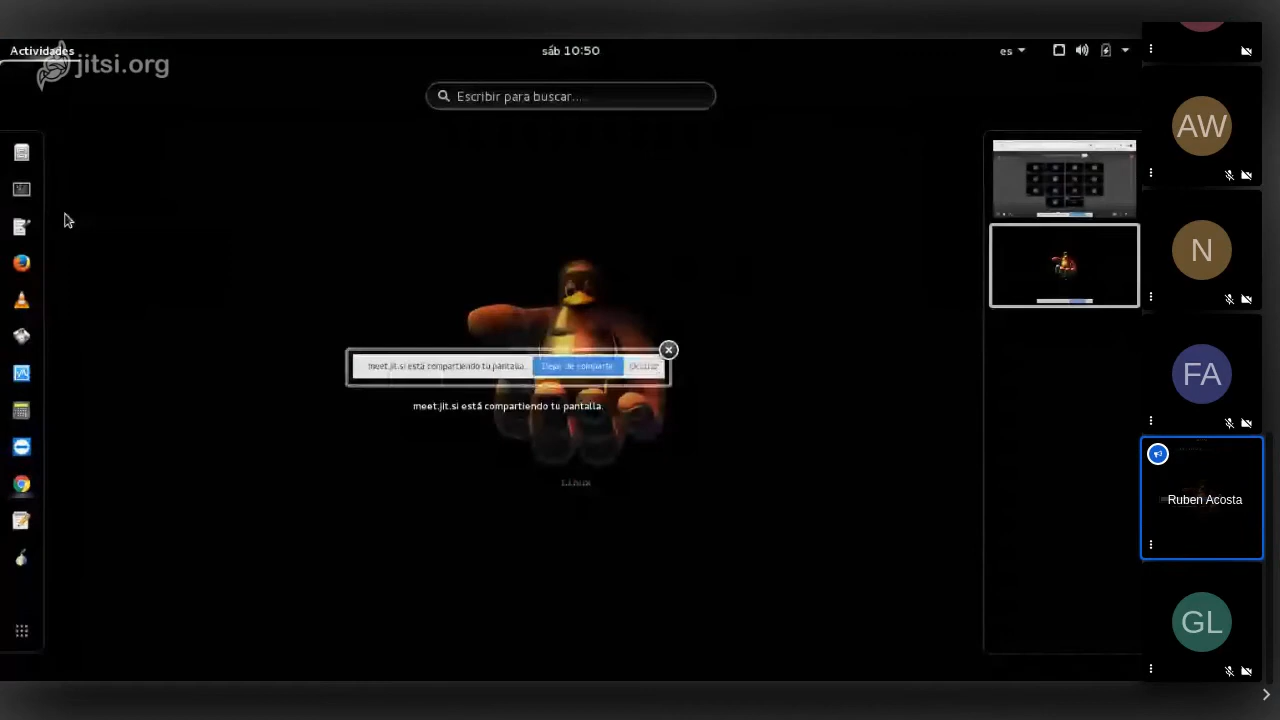 Actividades
jitsi.org
sáb 10:50
es
Escribir para buscar...
meet.jit.si está compartiendo tu pantalla.
Dejar de compartir
Ocultar
meet.jit.si está compartiendo tu pantalla.
Linux
AW
N
FA
Ruben Acosta
GL